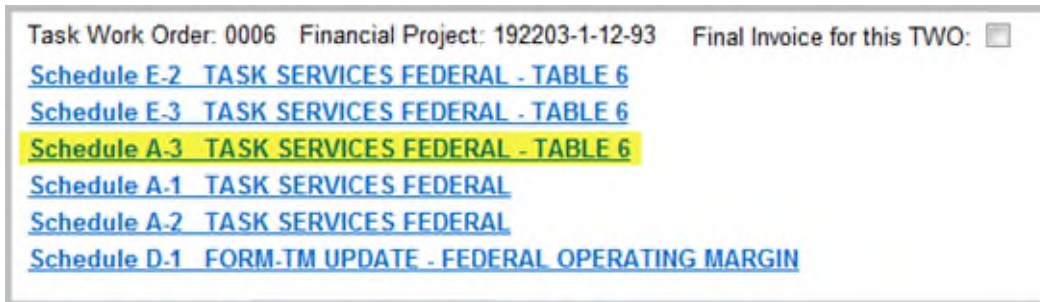 Task Work Order: 0006 Financial Project: 192203-1-12-93 Final Invoice for this TWO:
Schedule E-2 TASK SERVICES FEDERAL - TABLE 6
Schedule E-3 TASK SERVICES FEDERAL - TABLE 6
Schedule A-3 TASK SERVICES FEDERAL - TABLE 6
Schedule A-1 TASK SERVICES FEDERAL
Schedule A-2 TASK SERVICES FEDERAL
Schedule D-1 FORM-TM UPDATE - FEDERAL OPERATING MARGIN